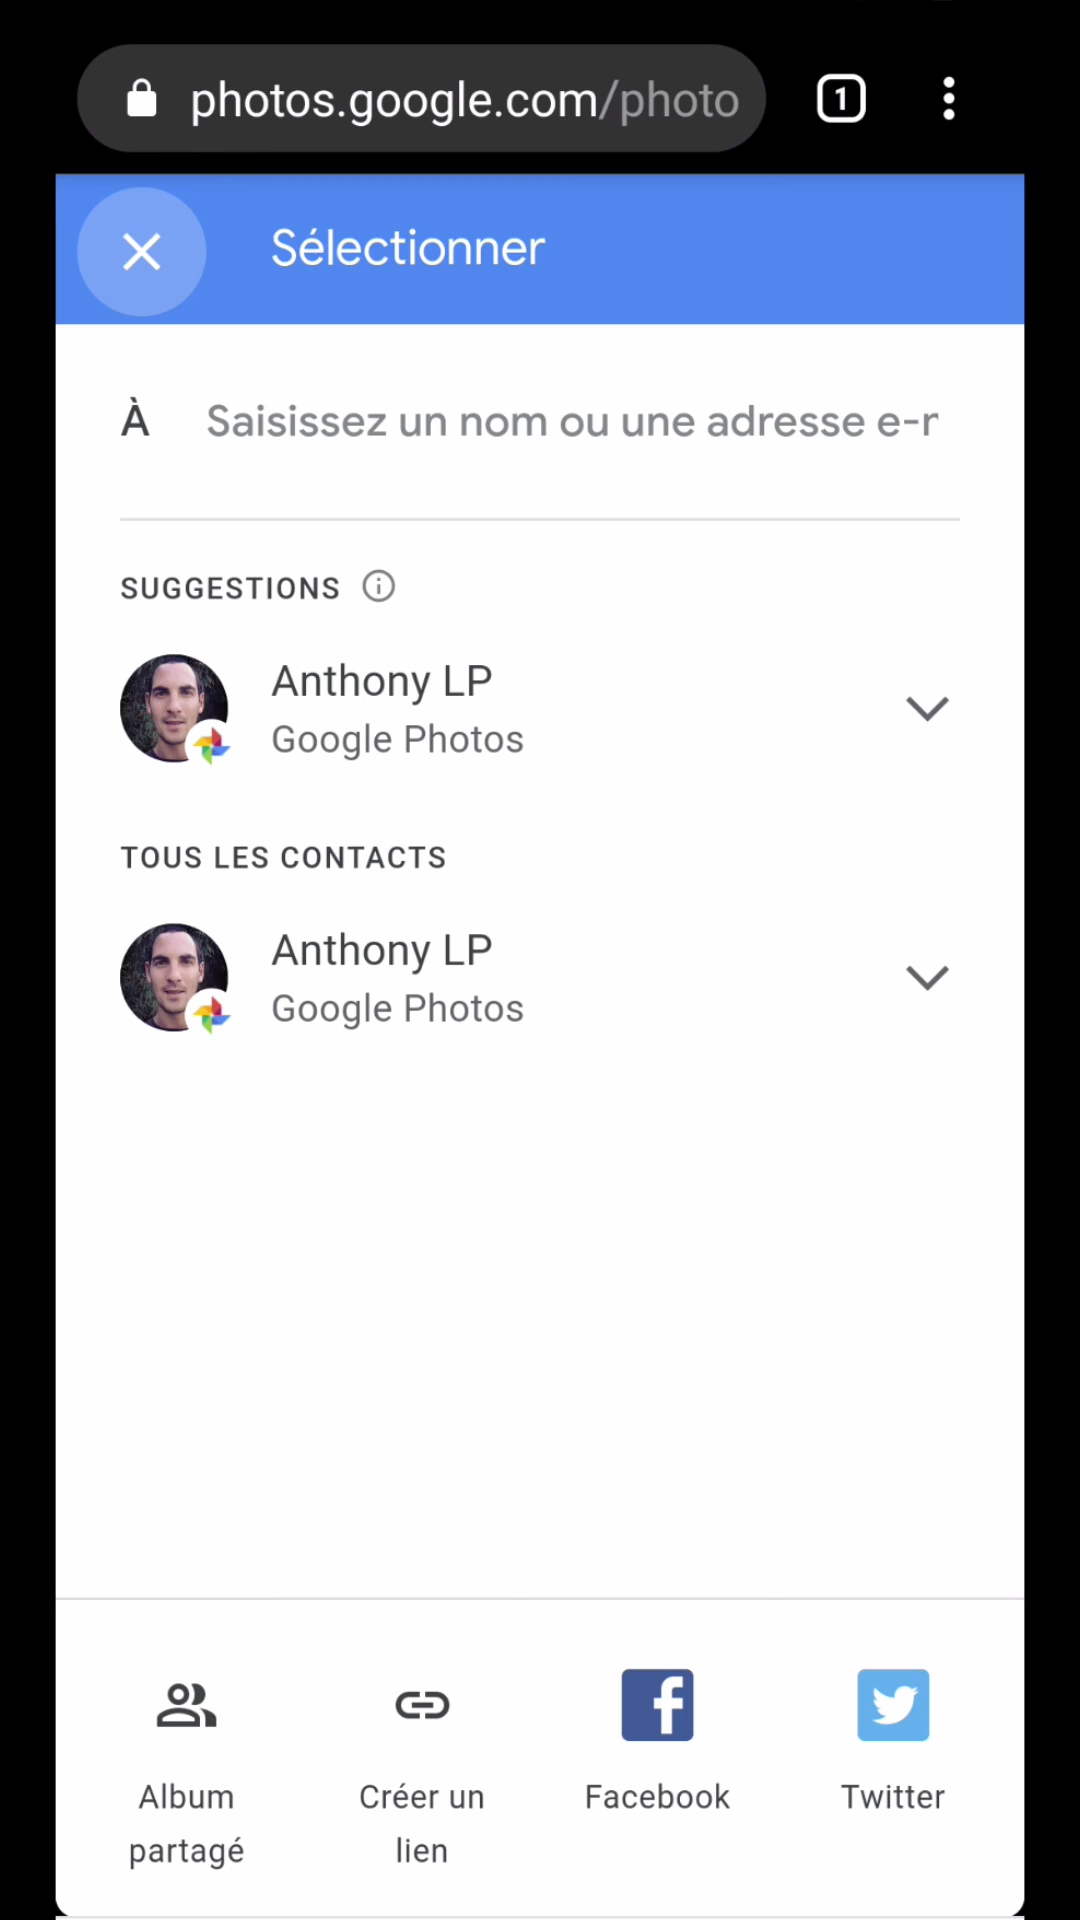 photos.google.com/photo
1
Sélectionner
À Saisissez un nom ou une adresse e-r
SUGGESTIONS
Anthony LP
Google Photos
TOUS LES CONTACTS
Anthony LP
Google Photos
Album partagé
Créer un lien
Facebook
Twitter